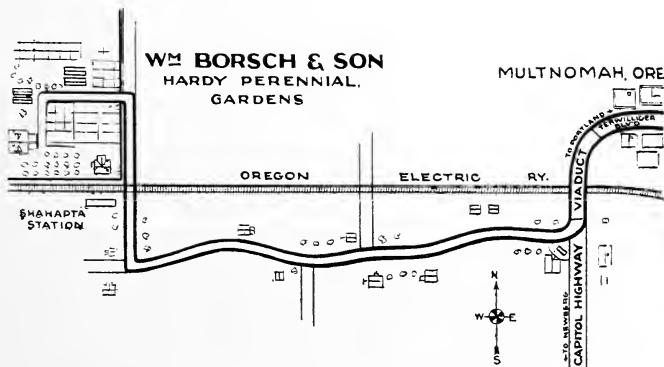 WM BORSCH & SON
HARDY PERENNIAL,
GARDENS
MULTNOMAH, ORE
TO PORTLAND
TERWILLIGER
BLVD
VIADUCT
OREGON ELECTRIC RY.
SHAHAPTA
STATION
CAPITOL HIGHWAY
TO NEWBERG
N
W E
S